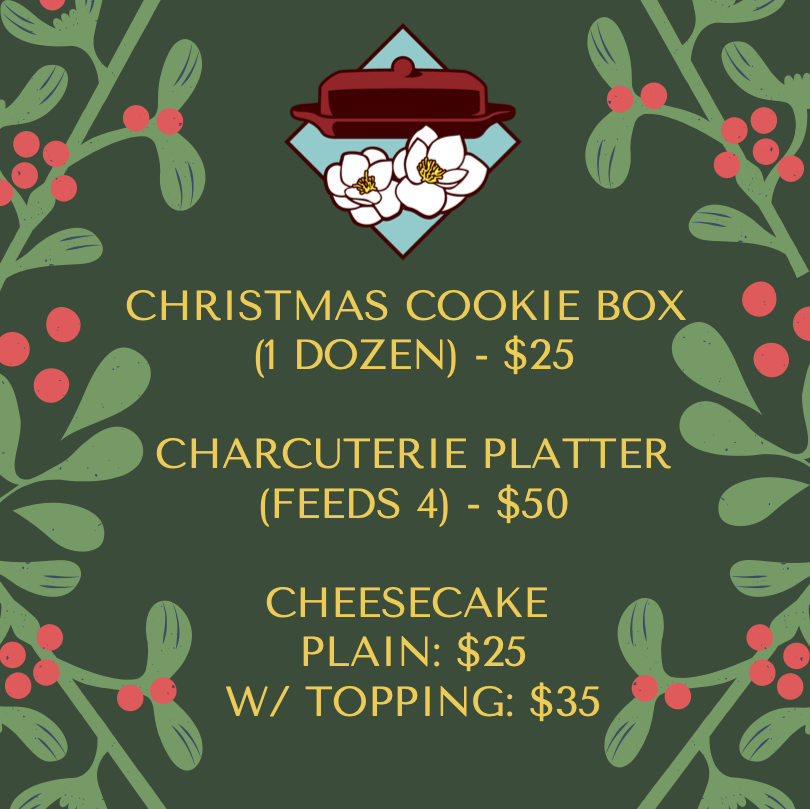 CHRISTMAS COOKIE BOX
(1 DOZEN) - $25
CHARCUTERIE PLATTER
(FEEDS 4) - $50
CHEESECAKE
PLAIN: $25
W/ TOPPING: $35